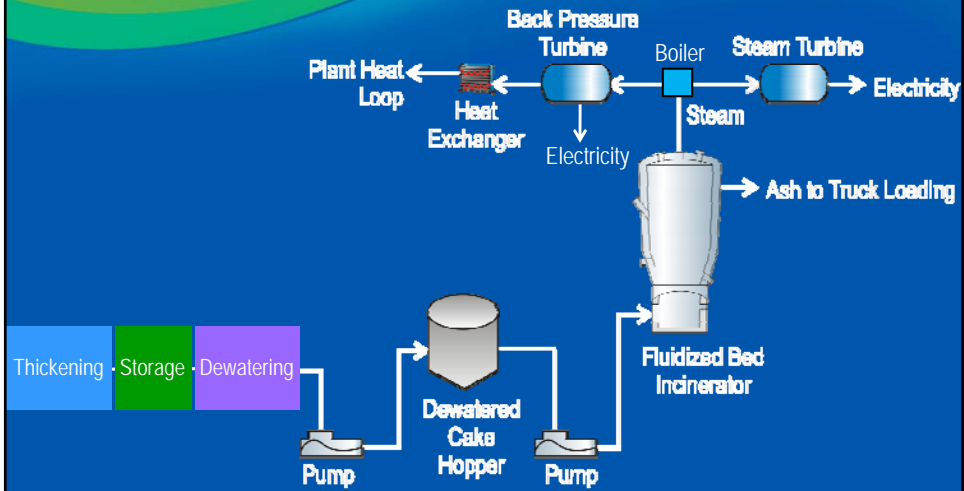 Back Pressure
Turbine
Boiler
Steam Turbine
Plant Heat
Loop
Heat
Exchanger
Electricity
Steam
Electricity
Ash to Truck Loading
Thickening
Storage
Dewatering
Fluidized Bed
Incinerator
Dewatered
Cake
Hopper
Pump
Pump